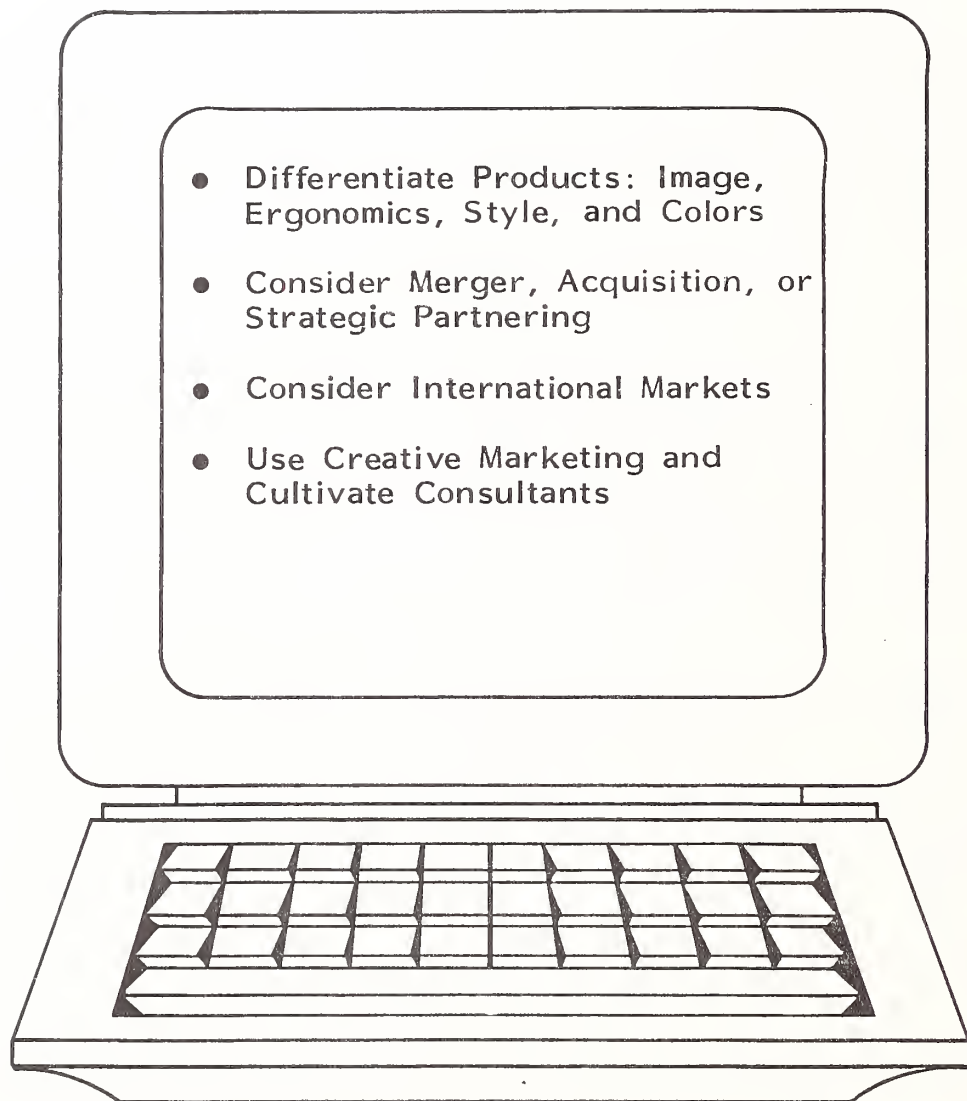 ● Differentiate Products: Image,
Ergonomics, Style, and Colors
● Consider Merger, Acquisition, or
Strategic Partnering
● Consider International Markets
● Use Creative Marketing and
Cultivate Consultants